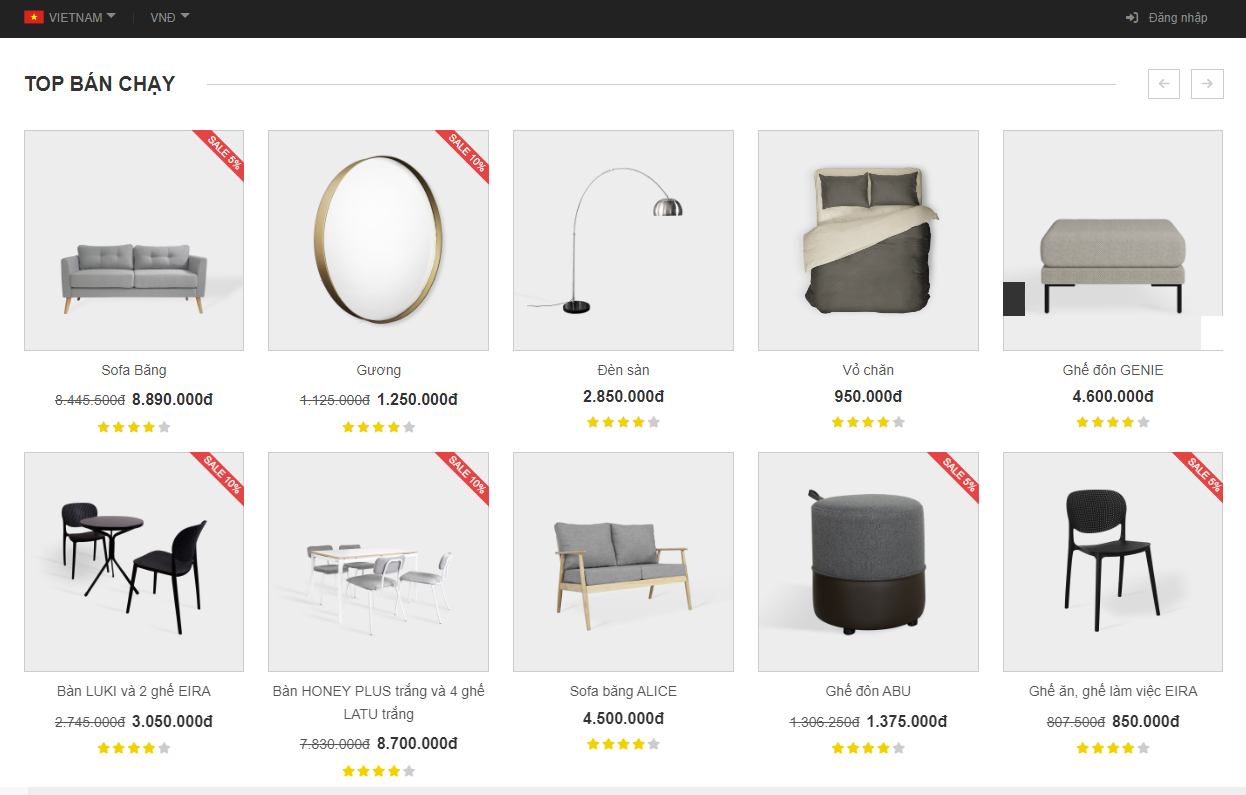 VIETNAM VNĐ Đăng nhập
TOP BÁN CHẠY
SALE 5%
SALE 10%
Sofa Băng
8.445.500đ 8.890.000đ
Gương
1.125.000đ 1.250.000đ
Đèn sàn
2.850.000đ
Vỏ chăn
950.000đ
Ghế đôn GENIE
4.600.000đ
SALE 10%
SALE 10%
SALE 5%
SALE 5%
Bàn LUKI và 2 ghế EIRA
2.745.000đ 3.050.000đ
Bàn HONEY PLUS trắng và 4 ghế
LATU trắng
7.830.000đ 8.700.000đ
Sofa băng ALICE
4.500.000đ
Ghế đôn ABU
1.306.250đ 1.375.000đ
Ghế ăn, ghế làm việc EIRA
807.500đ 850.000đ